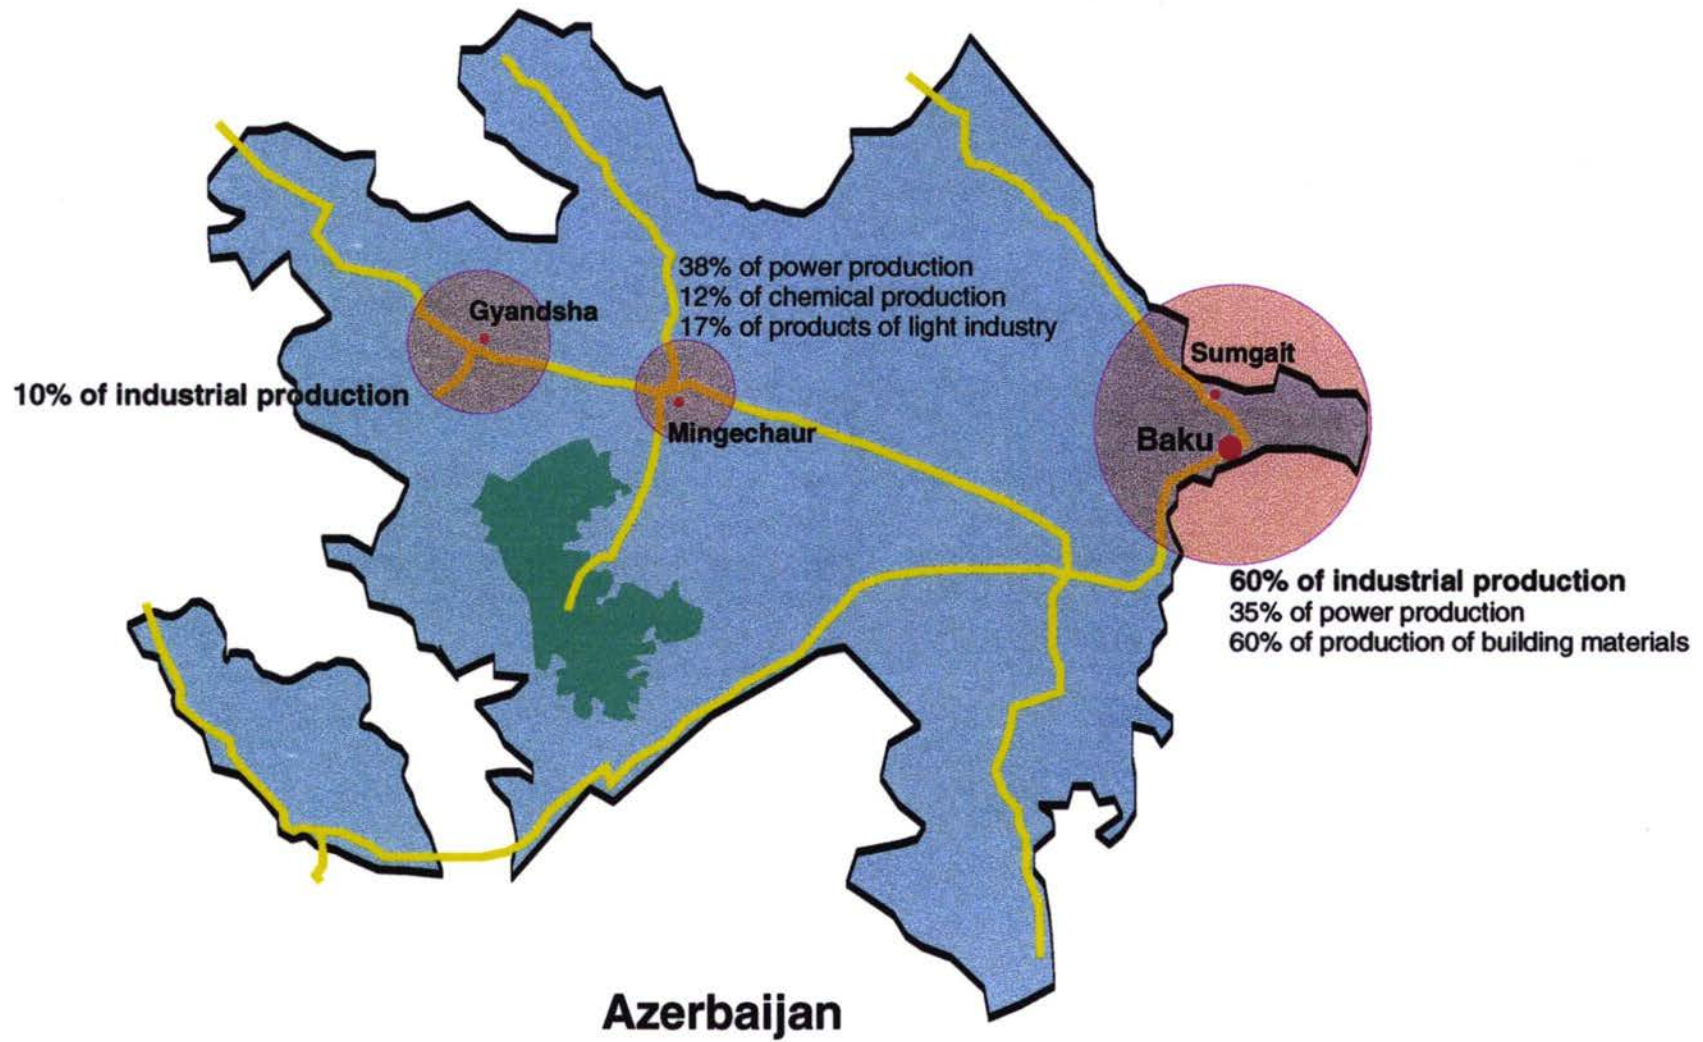 38% of power production
12% of chemical production
17% of products of light industry
Gyandsha
Sumgait
10% of industrial production
Mingechaur
Baku
60% of industrial production
35% of power production
60% of production of building materials
Azerbaijan